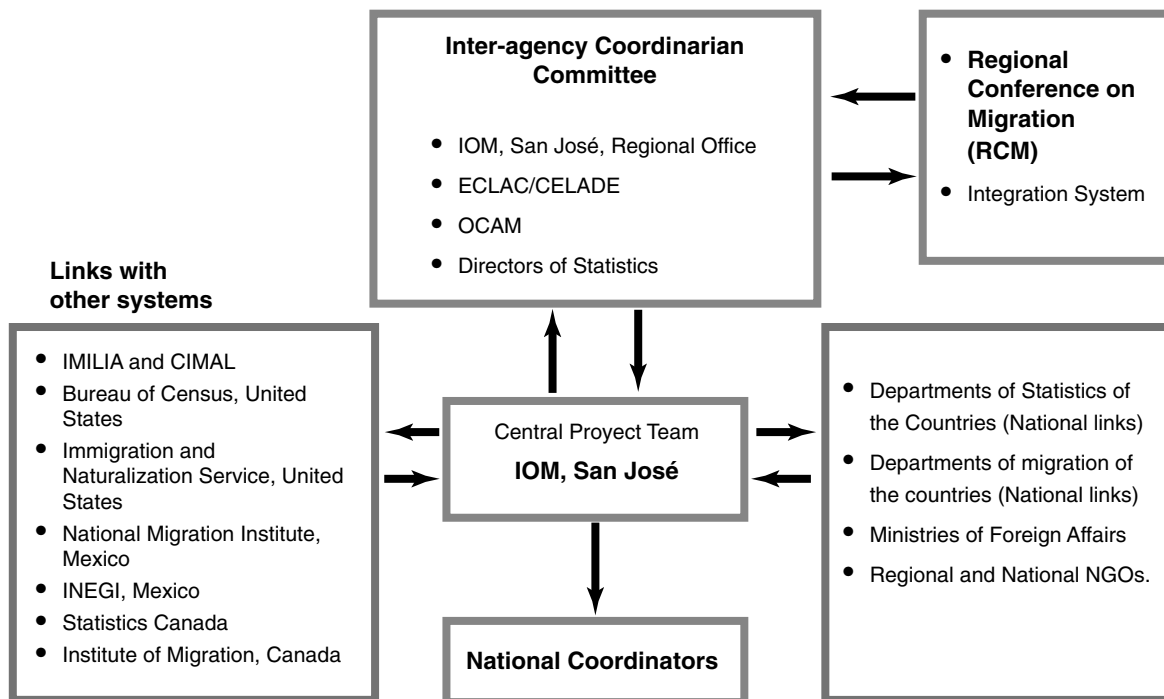 Inter-agency Coordinarian
Committee
• IOM, San José, Regional Office
• ECLAC/CELADE
• OCAM
• Directors of Statistics
• Regional
Conference on
Migration
(RCM)
• Integration System
Links with
other systems
• IMILIA and CIMAL
• Bureau of Census, United
States
• Immigration and
Naturalization Service, United
States
• National Migration Institute,
Mexico
• INEGI, Mexico
• Statistics Canada
• Institute of Migration, Canada
Central Proyect Team
IOM, San José
• Departments of Statistics of
the Countries (National links)
• Departments of migration of
the countries (National links)
• Ministries of Foreign Affairs
• Regional and National NGOs.
National Coordinators